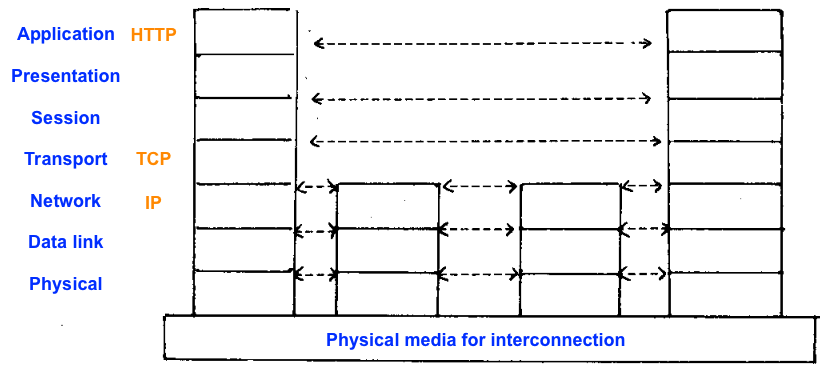 Application HTTP
Presentation
Session
Transport TCP
Network IP
Data link
Physical
Physical media for interconnection